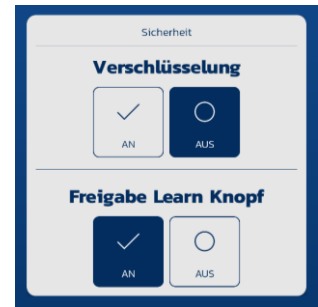 Sicherheit
Verschlüsselung
AN AUS
Freigabe Learn Knopf
AN AUS